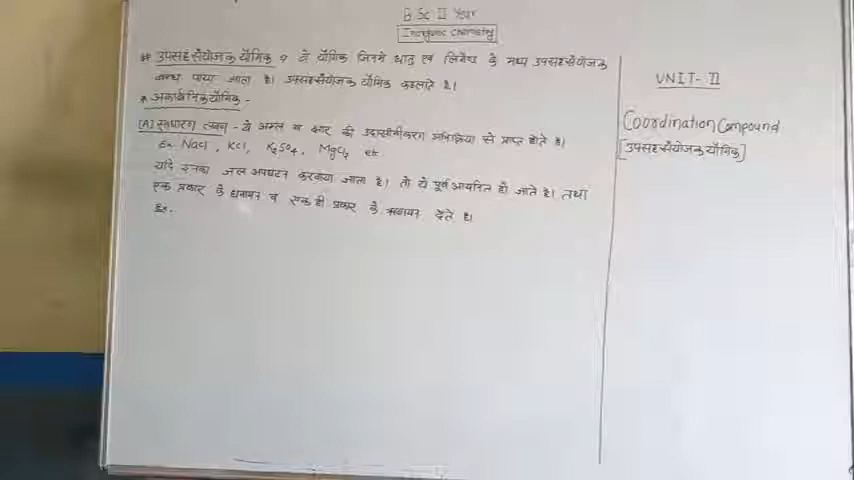 B.Sc II Year
Inorganic chemistry
* उपसहसंयोजक यौगिक ? वे यौगिक जिनमे धातु एवं लिगेण्ड के मध्य उपसहसंयोजक
बन्ध पाया जाता है। उपसहसंयोजक यौगिक कहलाते है।
* अकार्बनिक यौगिक -
(A) साधारण लवण - ये अम्ल व क्षार की उदासीनीकरण अभिक्रिया से प्राप्त होते है।
Ex. NaCl, KCl, K₂SO₄, MgCl₂ etc
यदि इनका जल अपघटन करवाया जाता है। तो ये पूर्ण आयनित हो जाते है। तथा
एक प्रकार के धनायन व एक ही प्रकार के ऋणायन देते है।
Ex.
UNIT-II
Coordination Compound
[उपसहसंयोजक यौगिक]